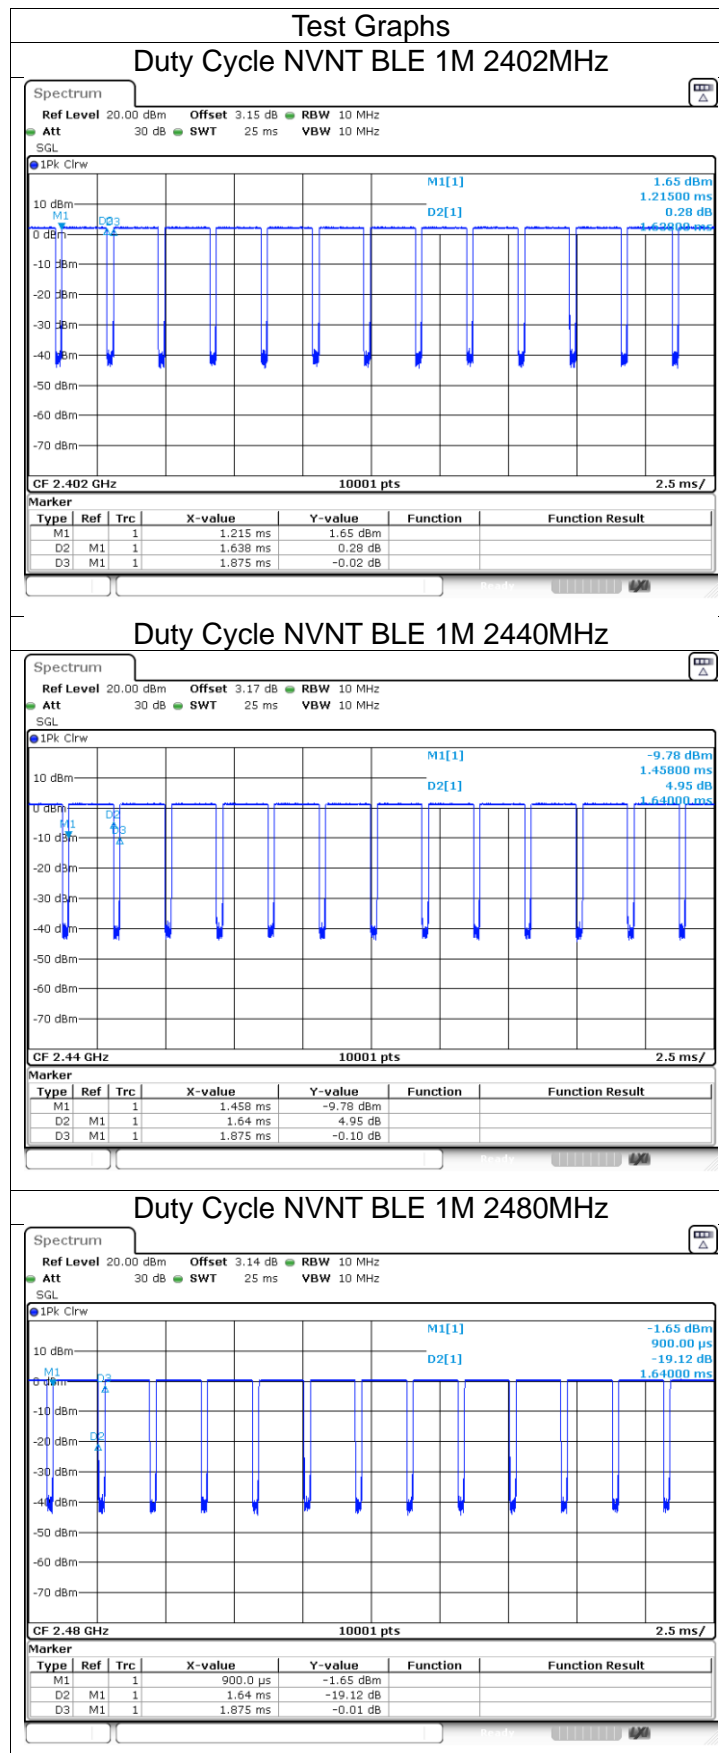 Test Graphs
Duty Cycle NVNT BLE 1M 2402MHz
Spectrum
Ref Level 20.00 dBm Offset 3.15 dB RBW 10 MHz
Att 30 dB SWT 25 ms VBW 10 MHz
SGL
1Pk Clrw
M1[1] 1.65 dBm
1.21500 ms
10 dBm
D2[1] 0.28 dB
M1 D2 D3
1.63800 ms
0 dBm
-10 dBm
-20 dBm
-30 dBm
-40 dBm
-50 dBm
-60 dBm
-70 dBm
CF 2.402 GHz 10001 pts 2.5 ms/
Marker
Type Ref Trc X-value Y-value Function Function Result
M1 1 1.215 ms 1.65 dBm
D2 M1 1 1.638 ms 0.28 dB
D3 M1 1 1.875 ms -0.02 dB
Ready
Duty Cycle NVNT BLE 1M 2440MHz
Spectrum
Ref Level 20.00 dBm Offset 3.17 dB RBW 10 MHz
Att 30 dB SWT 25 ms VBW 10 MHz
SGL
1Pk Clrw
M1[1] -9.78 dBm
1.45800 ms
10 dBm
D2[1] 4.95 dB
1.64000 ms
0 dBm
D2
M1 D3
-10 dBm
-20 dBm
-30 dBm
-40 dBm
-50 dBm
-60 dBm
-70 dBm
CF 2.44 GHz 10001 pts 2.5 ms/
Marker
Type Ref Trc X-value Y-value Function Function Result
M1 1 1.458 ms -9.78 dBm
D2 M1 1 1.64 ms 4.95 dB
D3 M1 1 1.875 ms -0.10 dB
Ready
Duty Cycle NVNT BLE 1M 2480MHz
Spectrum
Ref Level 20.00 dBm Offset 3.14 dB RBW 10 MHz
Att 30 dB SWT 25 ms VBW 10 MHz
SGL
1Pk Clrw
M1[1] -1.65 dBm
900.00 µs
10 dBm
D2[1] -19.12 dB
M1 D3
1.64000 ms
0 dBm
-10 dBm
D2
-20 dBm
-30 dBm
-40 dBm
-50 dBm
-60 dBm
-70 dBm
CF 2.48 GHz 10001 pts 2.5 ms/
Marker
Type Ref Trc X-value Y-value Function Function Result
M1 1 900.0 µs -1.65 dBm
D2 M1 1 1.64 ms -19.12 dB
D3 M1 1 1.875 ms -0.01 dB
Ready